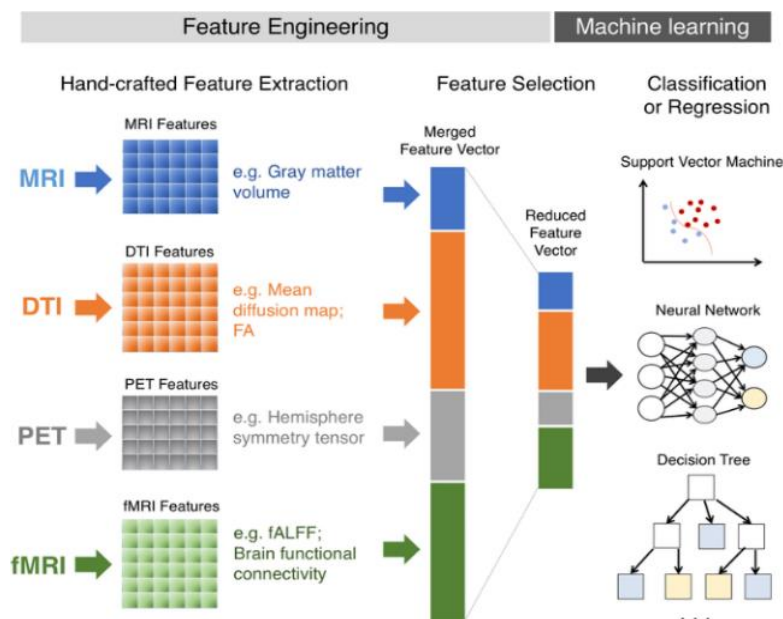 Feature Engineering
Machine learning
Hand-crafted Feature Extraction
Feature Selection
Classification
or Regression
MRI Features
MRI
e.g. Gray matter
volume
DTI Features
DTI
e.g. Mean
diffusion map;
FA
PET Features
PET
e.g. Hemisphere
symmetry tensor
fMRI Features
fMRI
e.g. fALFF;
Brain functional
connectivity
Merged
Feature Vector
Reduced
Feature
Vector
Support Vector Machine
Neural Network
Decision Tree
...